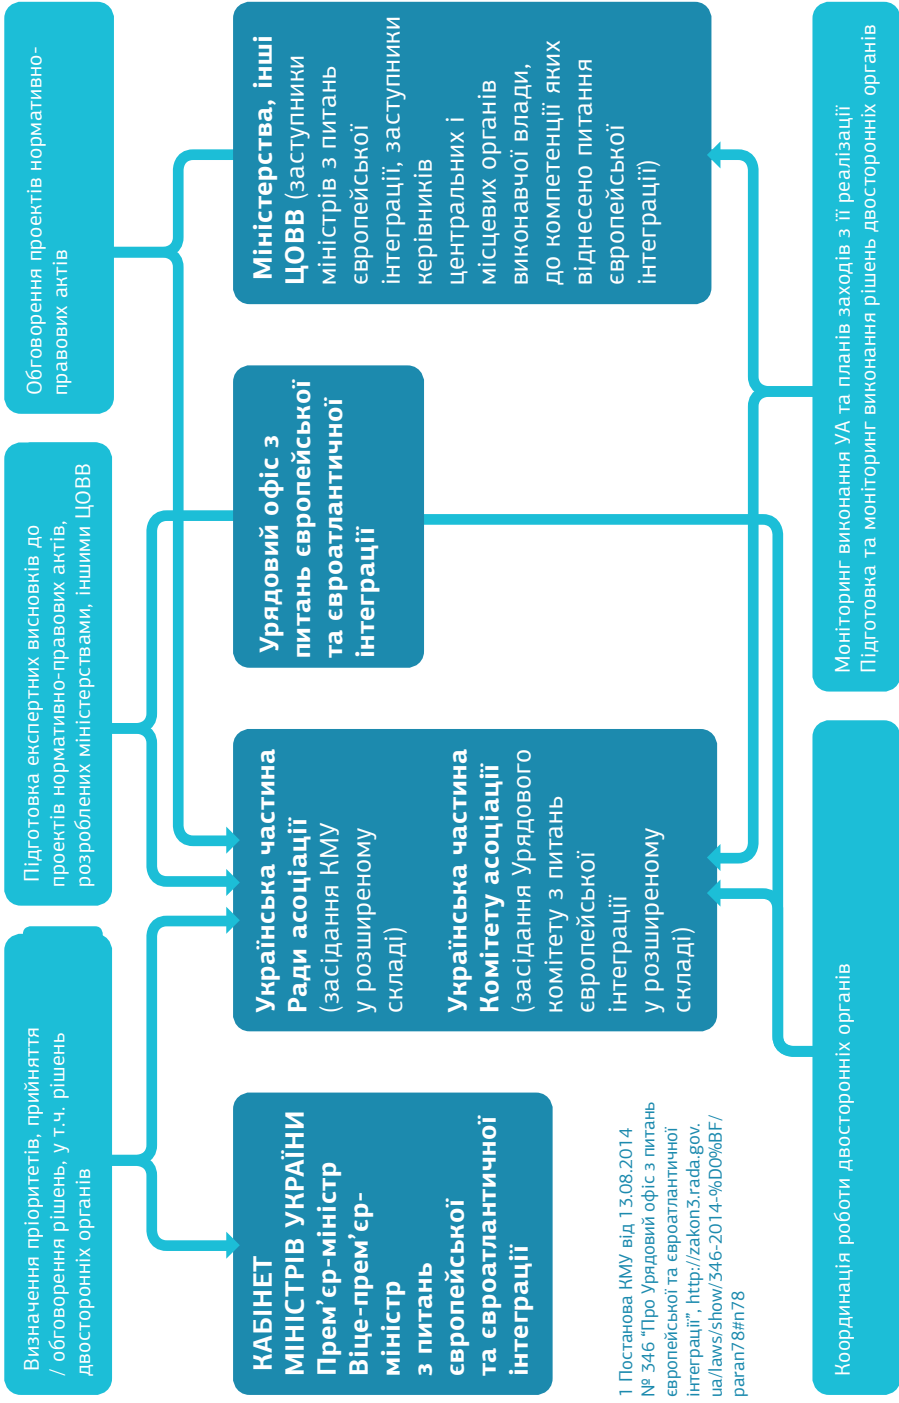 Визначення пріоритетів, прийняття
/ обговорення рішень, у т.ч. рішень
двосторонніх органів
Підготовка експертних висновків до
проектів нормативно-правових актів,
розроблених міністерствами, іншими ЦОВВ
Обговорення проектів нормативно-
правових актів
КАБІНЕТ
МІНІСТРІВ УКРАЇНИ
Прем’єр-міністр
Віце-прем’єр-
міністр
з питань
європейської
та євроатлантичної
інтеграції
Українська частина
Ради асоціації
(засідання КМУ
у розширеному
складі)
Українська частина
Комітету асоціації
(засідання Урядового
комітету з питань
європейської
інтеграції
у розширеному
складі)
Урядовий офіс з
питань європейської
та євроатлантичної
інтеграції
Міністерства, інші
ЦОВВ (заступники
міністрів з питань
європейської
інтеграції, заступники
керівників
центральних і
місцевих органів
виконавчої влади,
до компетенції яких
віднесено питання
європейської
інтеграції)
1 Постанова КМУ від 13.08.2014
№ 346 “Про Урядовий офіс з питань
європейської та євроатлантичної
інтеграції”, http://zakon3.rada.gov.
ua/laws/show/346-2014-%D0%BF/
paran78#n78
Координація роботи двосторонніх органів
Моніторинг виконання УА та планів заходів з її реалізації
Підготовка та моніторинг виконання рішень двосторонніх органів